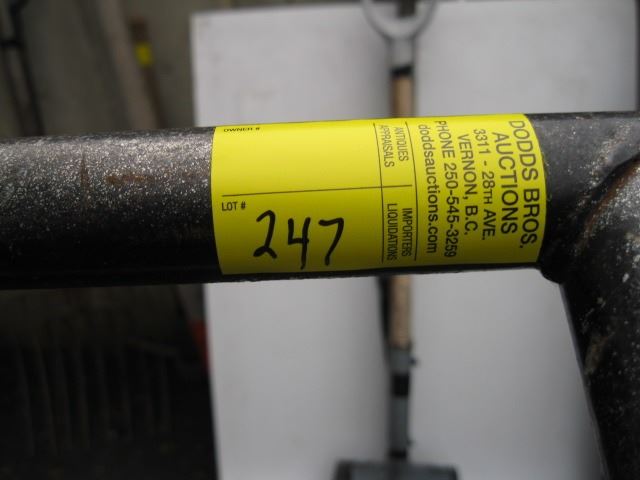 OWNER #
LOT #
247
ANTIQUES
APPRAISALS
IMPORTERS
LIQUIDATIONS
DODDS BROS.
AUCTIONS
3311 - 28TH AVE.
VERNON, B.C.
PHONE 250-545-3259
doddsauctions.com